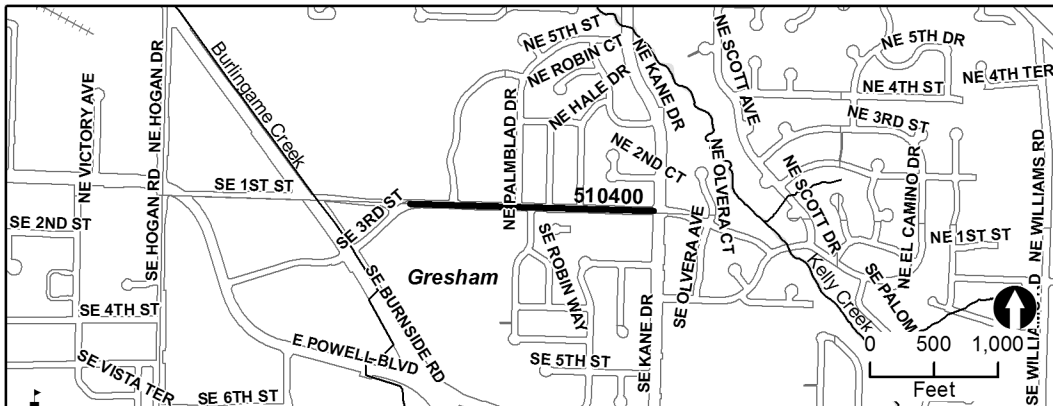 NE 5TH ST
NE ROBIN CT
NE HALE DR
NE KANE DR
NE SCOTT AVE
NE 5TH DR
NE 4TH TER
NE 4TH ST
NE 3RD ST
NE VICTORY AVE
NE HOGAN DR
Burlingame Creek
NE PALMBLAD DR
NE 2ND CT
NE OLVERA CT
NE SCOTT DR
NE EL CAMINO DR
NE WILLIAMS RD
SE 1ST ST
510400
SE 2ND ST
SE HOGAN RD
SE 3RD ST
SE ROBIN WAY
SE OLVERA AVE
NE 1ST ST
Gresham
Kelly Creek
SE PALOM
SE 4TH ST
SE BURNSIDE RD
SE KANE DR
E POWELL BLVD
SE 5TH ST
SE VISTA TER
SE 6TH ST
SE WILLIAMS RD
0 500 1,000
Feet